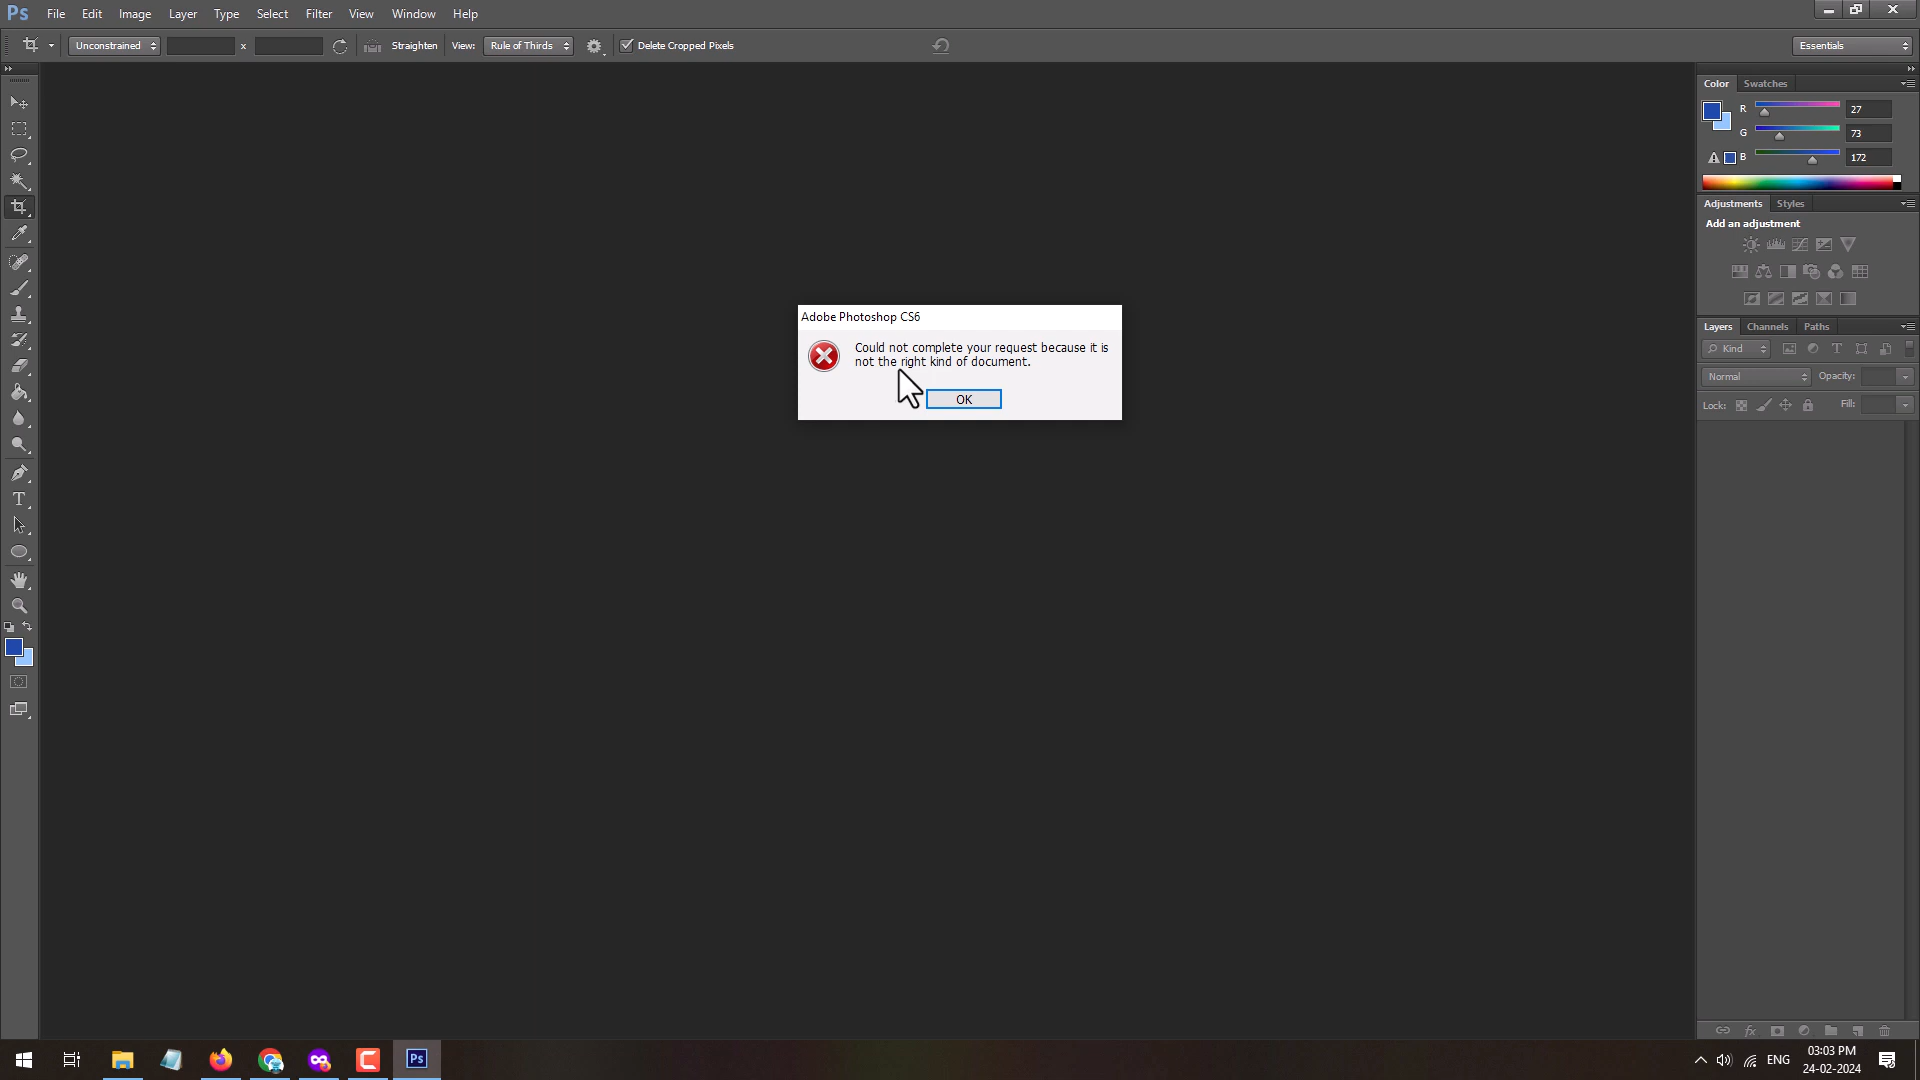 Ps File Edit Image Layer Type Select Filter View Window Help
Unconstrained x Straighten View: Rule of Thirds Delete Cropped Pixels Essentials
Color Swatches
R 27
G 73
B 172
Adjustments Styles
Add an adjustment
Adobe Photoshop CS6
Could not complete your request because it is
not the right kind of document.
OK
Layers Channels Paths
Kind T
Normal Opacity:
Lock: Fill:
T
fx
Ps
ENG
03:03 PM
24-02-2024